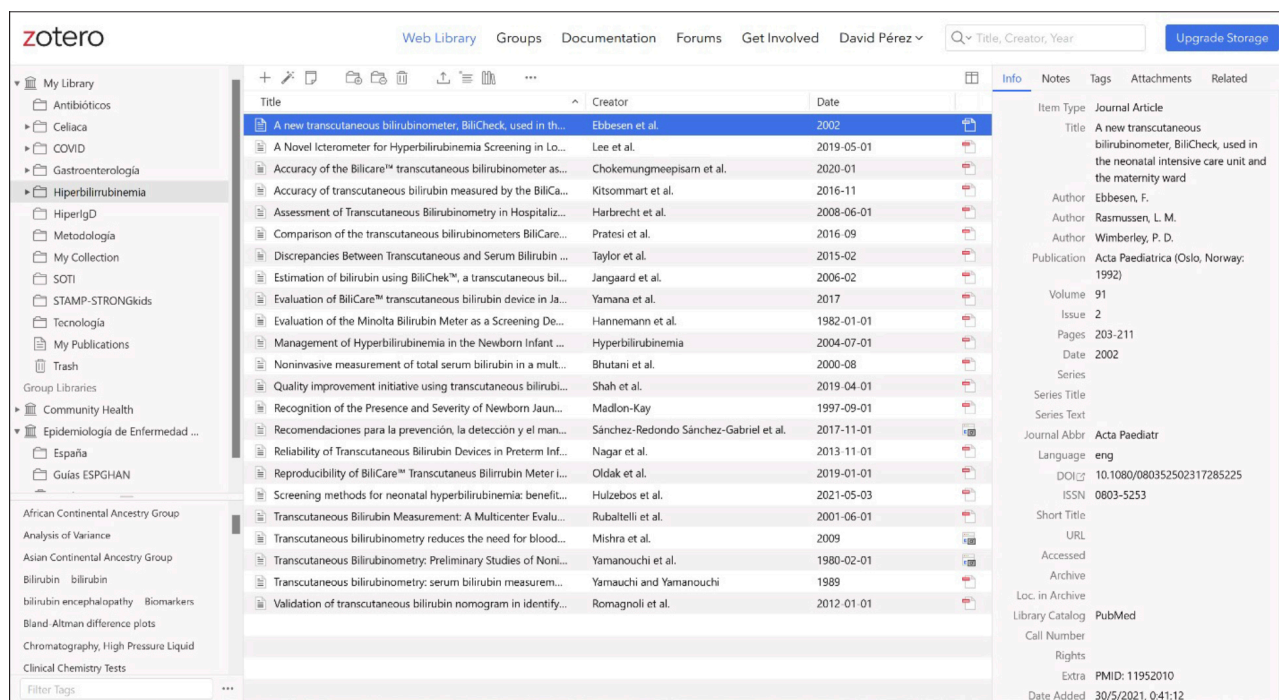 zotero
Web Library Groups Documentation Forums Get Involved David Pérez Title, Creator, Year Upgrade Storage
My Library
Antibióticos
Celiaca
COVID
Gastroenterología
Hiperbilirrubinemia
HiperIgD
Metodología
My Collection
SOTI
STAMP-STRONGkids
Tecnología
My Publications
Trash
Group Libraries
Community Health
Epidemiología de Enfermedad ...
España
Guías ESPGHAN
African Continental Ancestry Group
Analysis of Variance
Asian Continental Ancestry Group
Bilirubin bilirubin
bilirubin encephalopathy Biomarkers
Bland-Altman difference plots
Chromatography, High Pressure Liquid
Clinical Chemistry Tests
Filter Tags
Title Creator Date
A new transcutaneous bilirubinometer, BiliCheck, used in th... Ebbesen et al. 2002
A Novel Icterometer for Hyperbilirubinemia Screening in Lo... Lee et al. 2019-05-01
Accuracy of the Bilicare™ transcutaneous bilirubinometer as... Chokemungmeepisarn et al. 2020-01
Accuracy of transcutaneous bilirubin measured by the BiliCa... Kitsommart et al. 2016-11
Assessment of Transcutaneous Bilirubinometry in Hospitaliz... Harbrecht et al. 2008-06-01
Comparison of the transcutaneous bilirubinometers BiliCare... Pratesi et al. 2016-09
Discrepancies Between Transcutaneous and Serum Bilirubin ... Taylor et al. 2015-02
Estimation of bilirubin using BiliChek™, a transcutaneous bil... Jangaard et al. 2006-02
Evaluation of BiliCare™ transcutaneous bilirubin device in Ja... Yamana et al. 2017
Evaluation of the Minolta Bilirubin Meter as a Screening De... Hannemann et al. 1982-01-01
Management of Hyperbilirubinemia in the Newborn Infant ... Hyperbilirubinemia 2004-07-01
Noninvasive measurement of total serum bilirubin in a mult... Bhutani et al. 2000-08
Quality improvement initiative using transcutaneous bilirubi... Shah et al. 2019-04-01
Recognition of the Presence and Severity of Newborn Jaun... Madlon-Kay 1997-09-01
Recomendaciones para la prevención, la detección y el man... Sánchez-Redondo Sánchez-Gabriel et al. 2017-11-01
Reliability of Transcutaneous Bilirubin Devices in Preterm Inf... Nagar et al. 2013-11-01
Reproducibility of BiliCare™ Transcutaneus Bilirrubin Meter i... Oldak et al. 2019-01-01
Screening methods for neonatal hyperbilirubinemia: benefit... Hulzebos et al. 2021-05-03
Transcutaneous Bilirubin Measurement: A Multicenter Evalu... Rubaltelli et al. 2001-06-01
Transcutaneous bilirubinometry reduces the need for blood... Mishra et al. 2009
Transcutaneous Bilirubinometry: Preliminary Studies of Noni... Yamanouchi et al. 1980-02-01
Transcutaneous bilirubinometry: serum bilirubin measurem... Yamauchi and Yamanouchi 1989
Validation of transcutaneous bilirubin nomogram in identify... Romagnoli et al. 2012-01-01
Info Notes Tags Attachments Related
Item Type Journal Article
Title A new transcutaneous
bilirubinometer, BiliCheck, used in
the neonatal intensive care unit and
the maternity ward
Author Ebbesen, F.
Author Rasmussen, L. M.
Author Wimberley, P. D.
Publication Acta Paediatrica (Oslo, Norway:
1992)
Volume 91
Issue 2
Pages 203-211
Date 2002
Series
Series Title
Series Text
Journal Abbr Acta Paediatr
Language eng
DOI 10.1080/080352502317285225
ISSN 0803-5253
Short Title
URL
Accessed
Archive
Loc. in Archive
Library Catalog PubMed
Call Number
Rights
Extra PMID: 11952010
Date Added 30/5/2021, 0:41:12